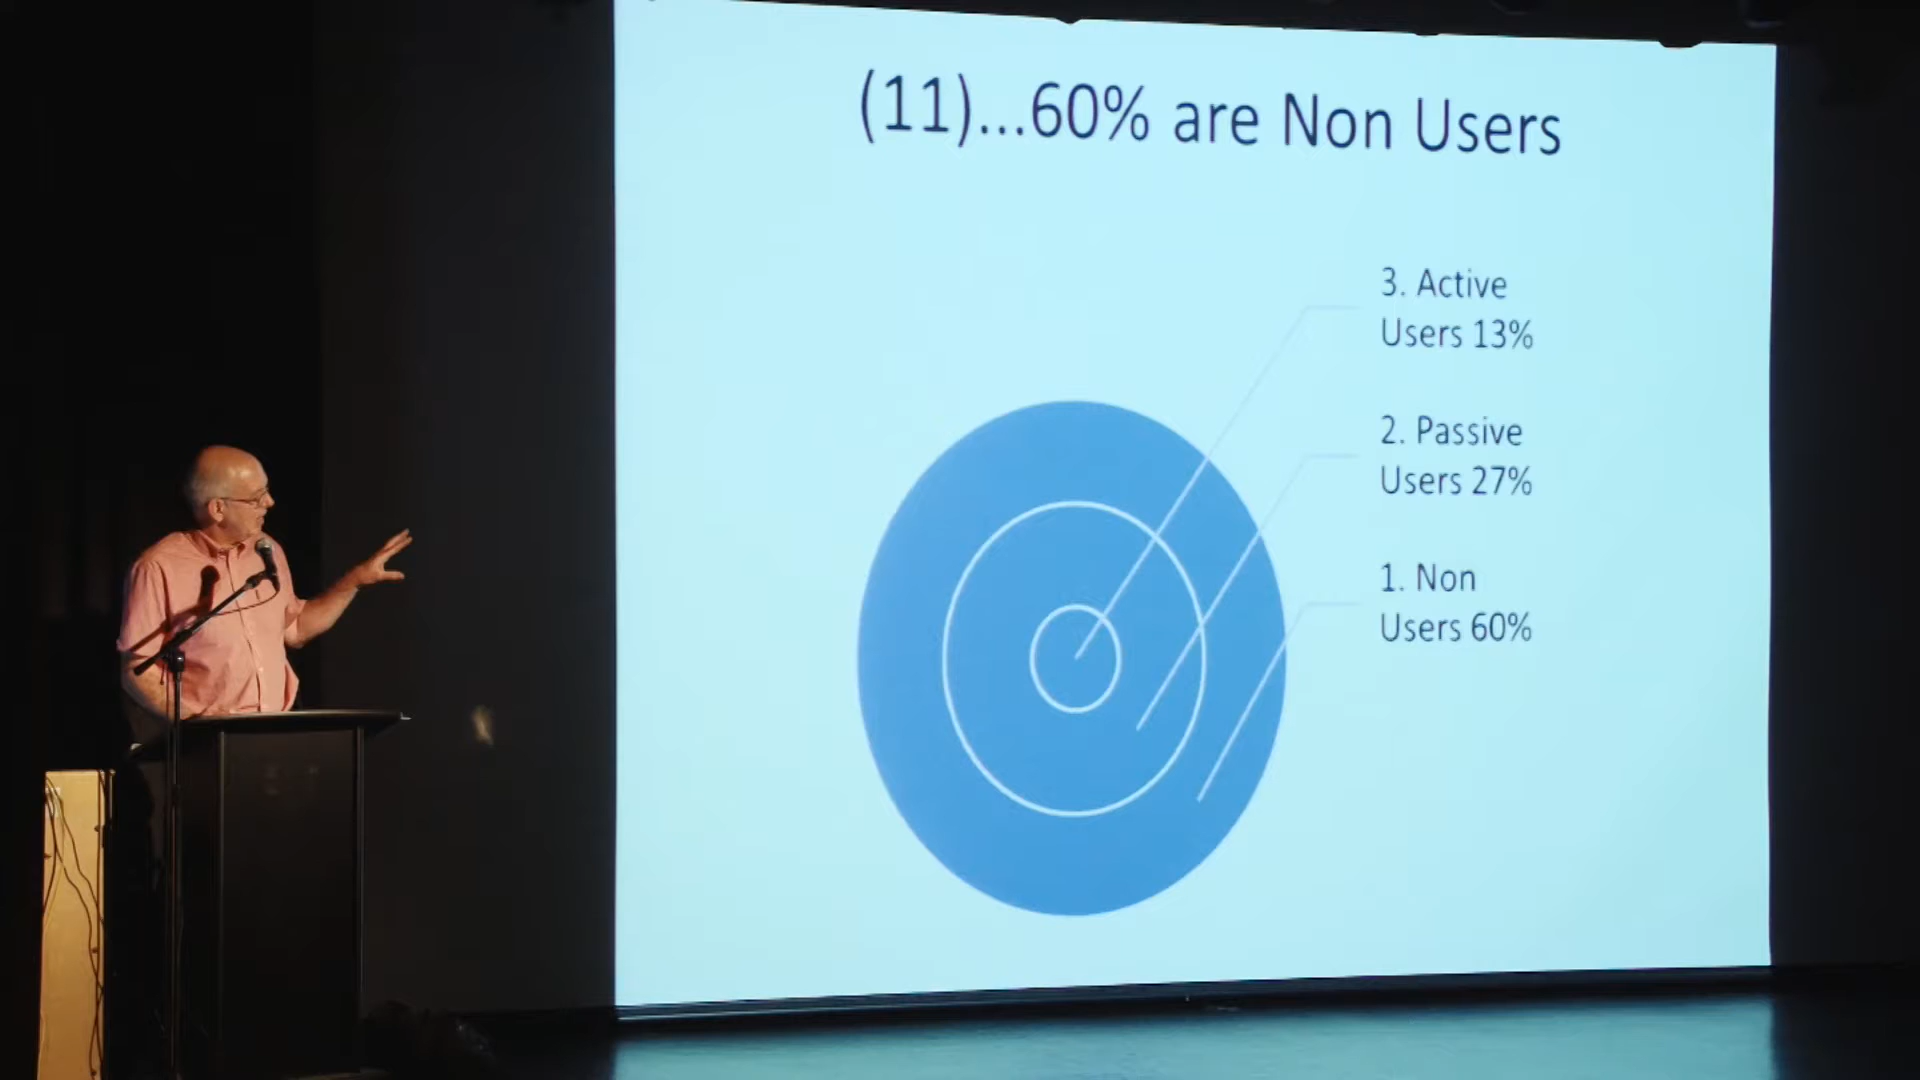 (11)...60% are Non Users
3. Active
Users 13%
2. Passive
Users 27%
1. Non
Users 60%